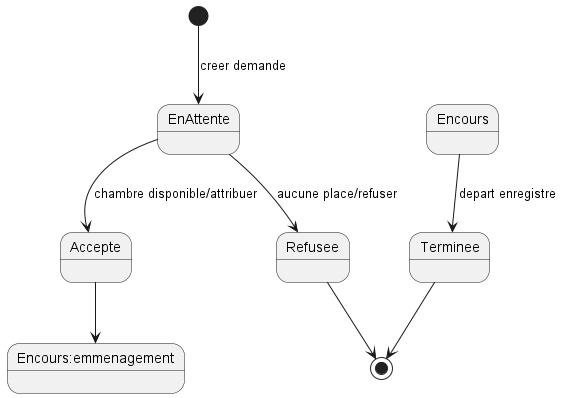 creer demande
EnAttente
Encours
chambre disponible/attribuer
aucune place/refuser
depart enregistre
Accepte
Refusee
Terminee
Encours:emmenagement